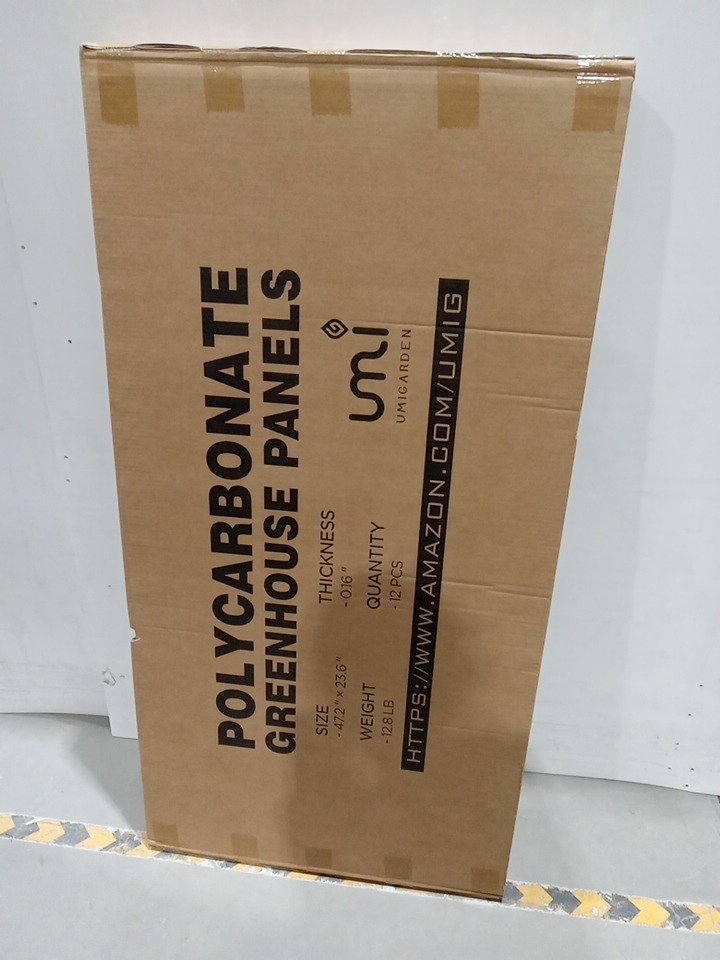 POLYCARBONATE
GREENHOUSE PANELS
SIZE
- 47.2" x 23.6"
THICKNESS
- 0.16"
WEIGHT
- 12.8 LB
QUANTITY
- 12 PCS
umi
UMIGARDEN
HTTPS://WWW.AMAZON.COM/UMIG